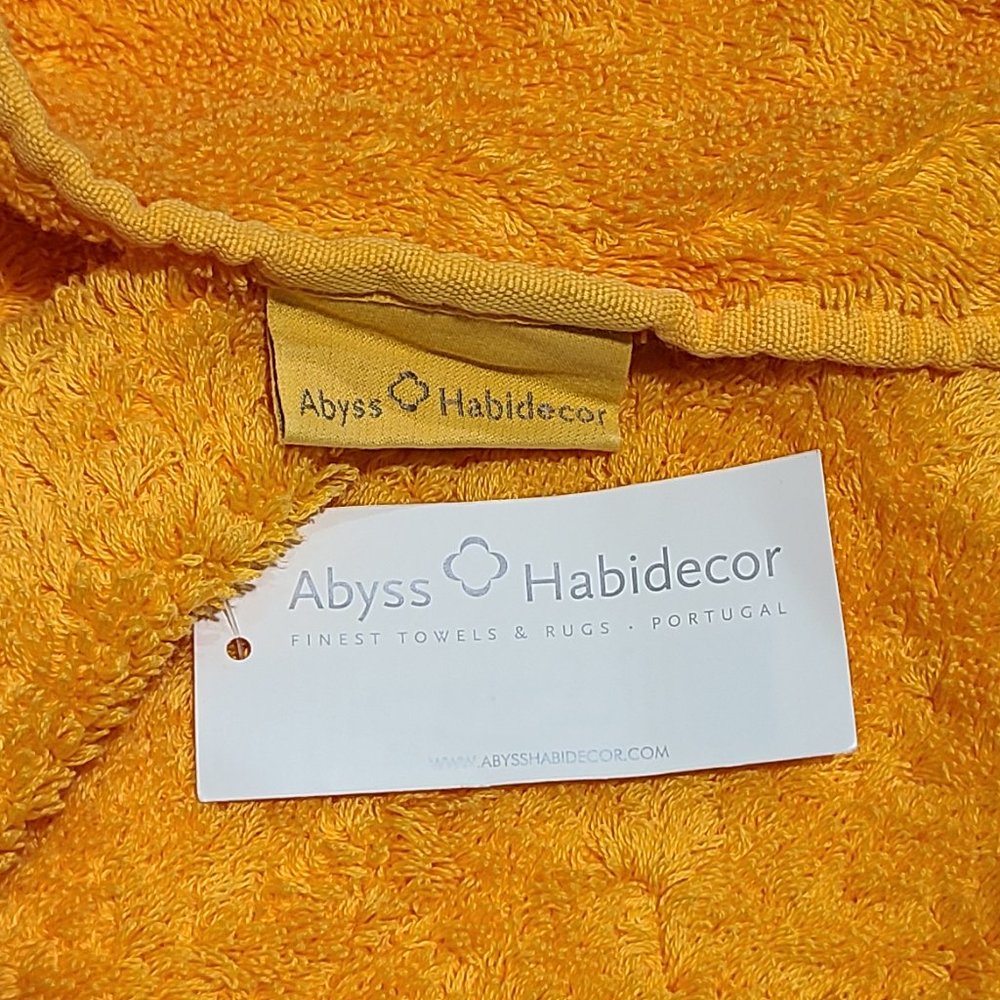 Abyss Habidecor
Abyss Habidecor
FINEST TOWELS & RUGS · PORTUGAL
WWW.ABYSSHABIDECOR.COM